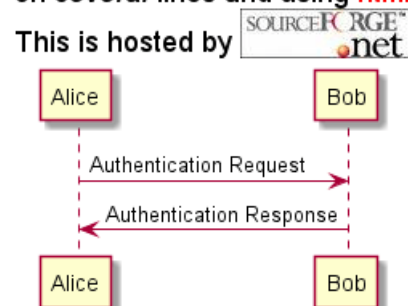 on several lines and using html
This is hosted by SOURCEFORGE .net
Alice Bob
Authentication Request
Authentication Response
Alice Bob